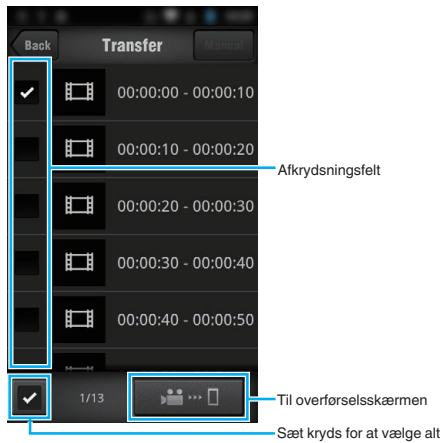 Back Transfer Manual
00:00:00 - 00:00:10
00:00:10 - 00:00:20
Afkrydsningsfelt
00:00:20 - 00:00:30
00:00:30 - 00:00:40
00:00:40 - 00:00:50
1/13
Til overførselsskærmen
Sæt kryds for at vælge alt